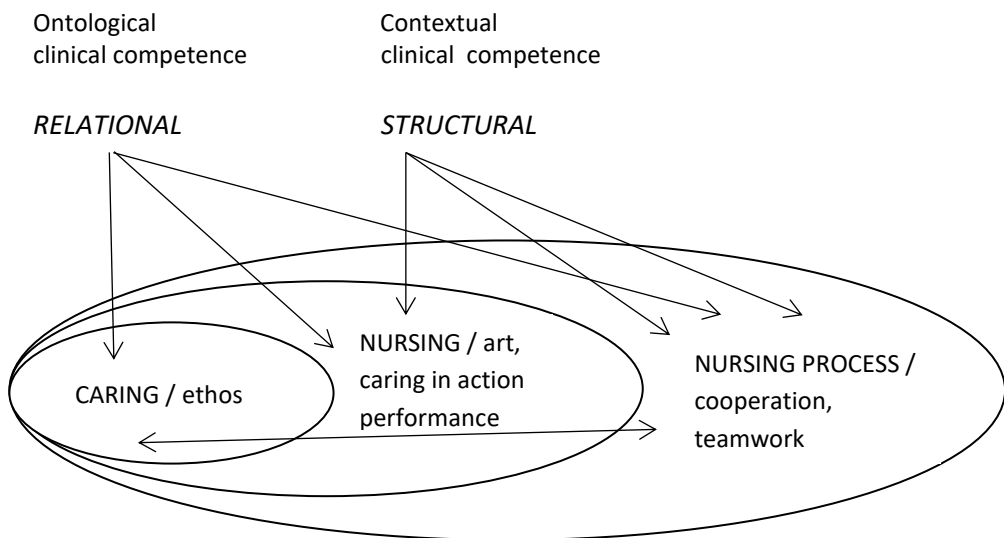 Ontological
clinical competence
RELATIONAL
Contextual
clinical  competence
STRUCTURAL
CARING / ethos
NURSING / art,
caring in action
performance
NURSING PROCESS /
cooperation,
teamwork